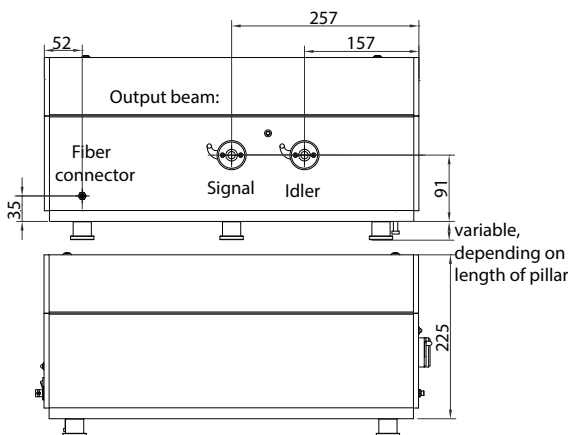 257
52
157
Output beam:
Fiber
connector
Signal
Idler
91
35
variable,
depending on
length of pillar
225